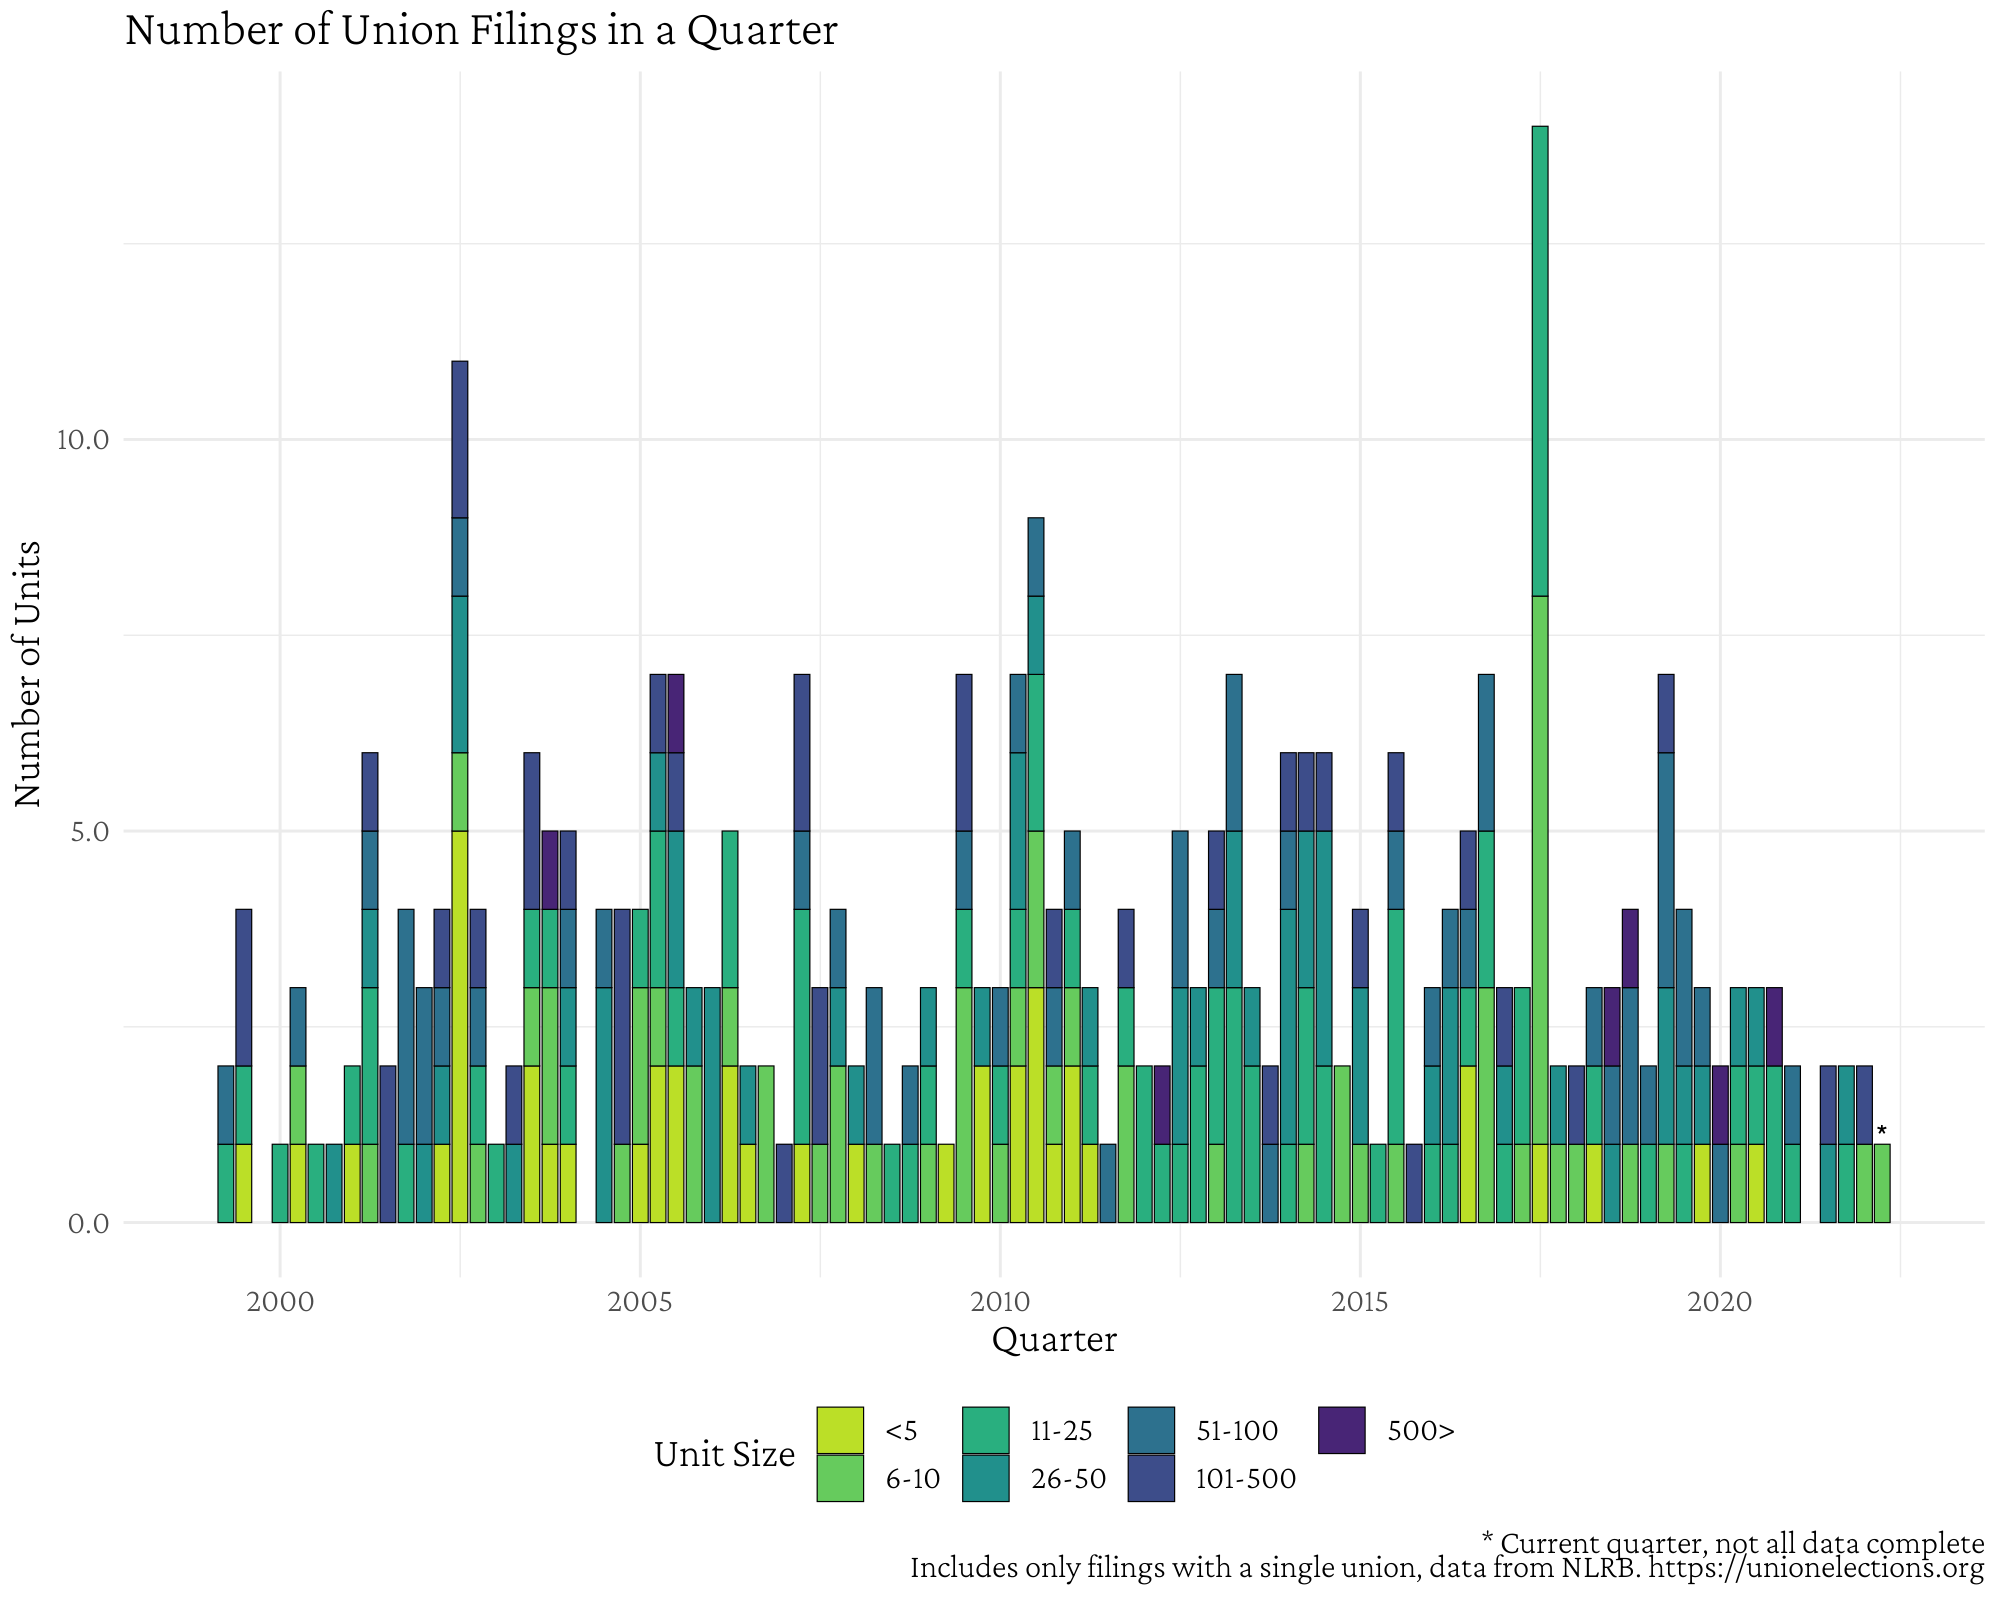 Number of Union Filings in a Quarter
Number of Units
10.0
5.0
0.0
*
2000 2005 2010 2015 2020
Quarter
Unit Size
<5 11-25 51-100 500>
6-10 26-50 101-500
* Current quarter, not all data complete
Includes only filings with a single union, data from NLRB. https://unionelections.org